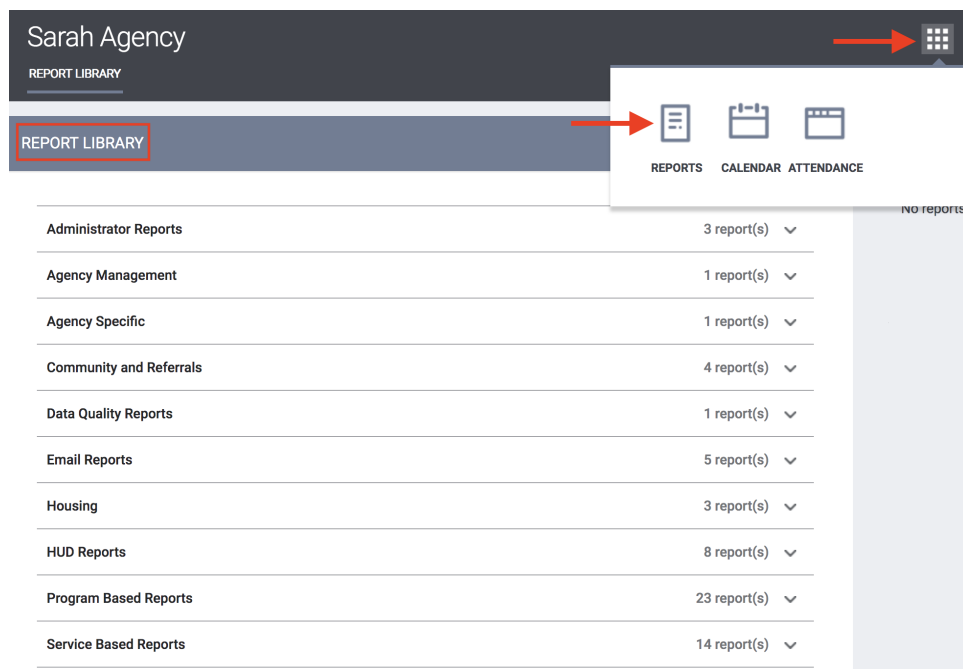 Sarah Agency
REPORT LIBRARY
REPORT LIBRARY
REPORTS CALENDAR ATTENDANCE
No reports
Administrator Reports 3 report(s)
Agency Management 1 report(s)
Agency Specific 1 report(s)
Community and Referrals 4 report(s)
Data Quality Reports 1 report(s)
Email Reports 5 report(s)
Housing 3 report(s)
HUD Reports 8 report(s)
Program Based Reports 23 report(s)
Service Based Reports 14 report(s)